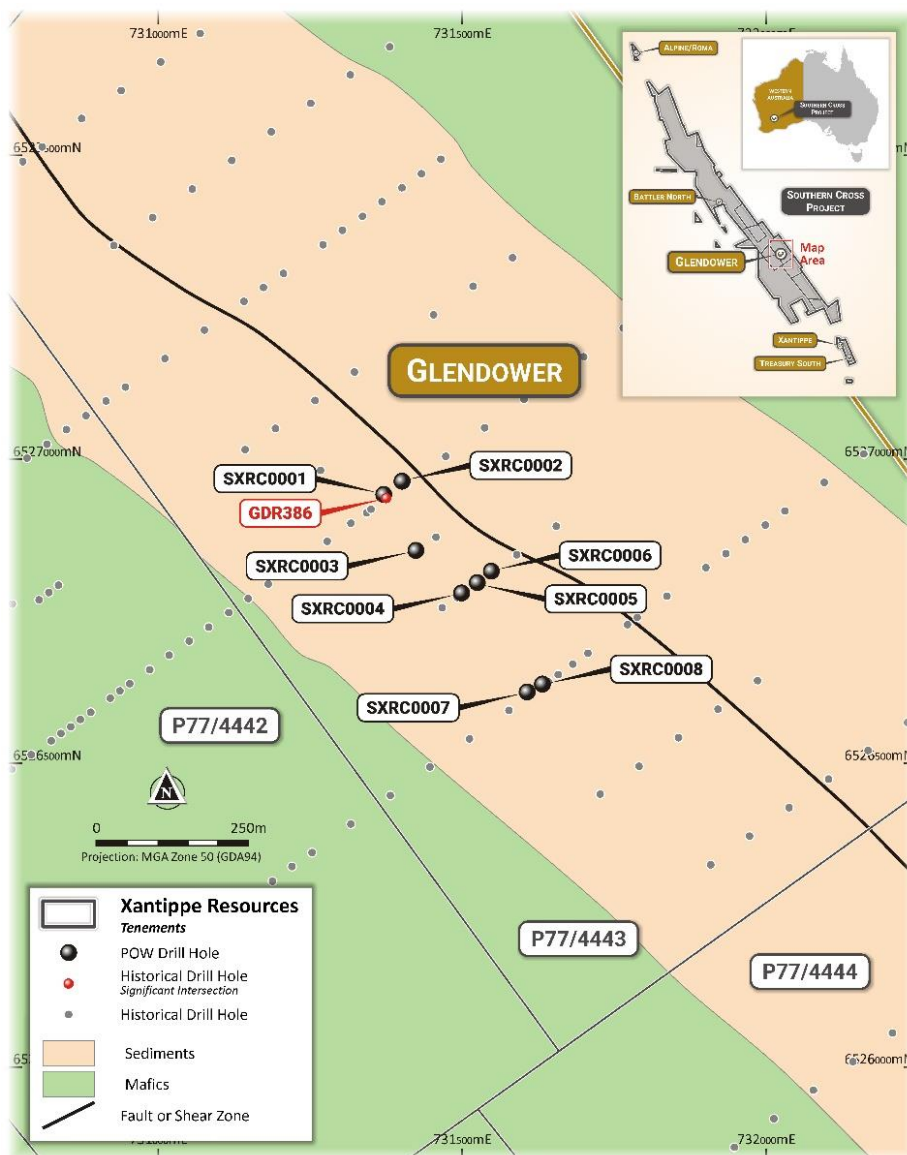 731000mE
731500mE
732000mE
ALPINE/ROMA
WESTERN
AUSTRALIA
SOUTHERN CROSS
PROJECT
BATTLER NORTH
SOUTHERN CROSS
PROJECT
GLENDOWER
Map
Area
XANTIPPE
TREASURY SOUTH
GLENDOWER
6527000mN
6527000mN
SXRC0001
SXRC0002
GDR386
SXRC0003
SXRC0006
SXRC0004
SXRC0005
SXRC0008
SXRC0007
P77/4442
6526500mN
6526500mN
N
0
250m
Projection: MGA Zone 50 (GDA94)
Xantippe Resources
Tenements
POW Drill Hole
Historical Drill Hole
Significant Intersection
Historical Drill Hole
Sediments
Mafics
Fault or Shear Zone
P77/4443
P77/4444
6526000mN
731000mE
731500mE
732000mE